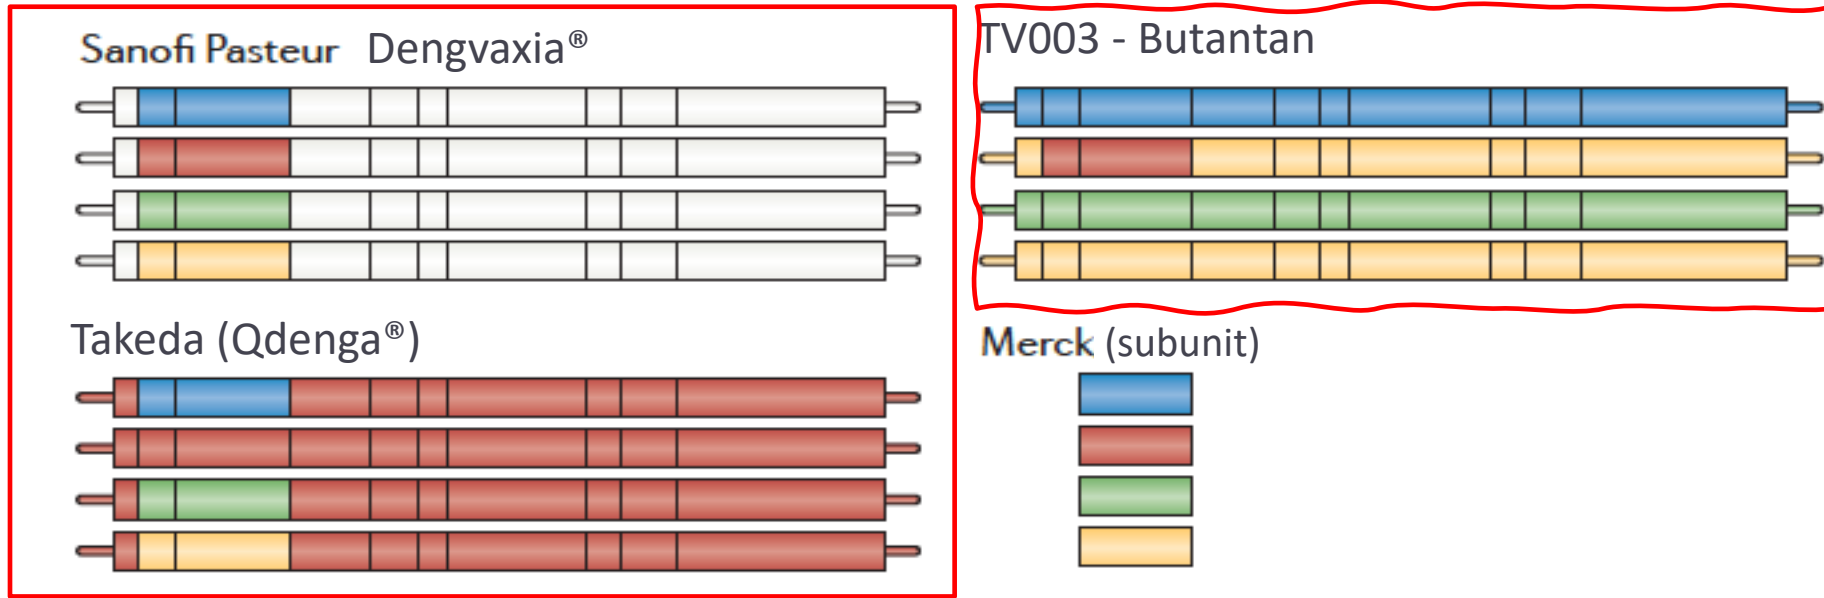 Sanofi Pasteur Dengvaxia®
TV003 - Butantan
Takeda (Qdenga®)
Merck (subunit)